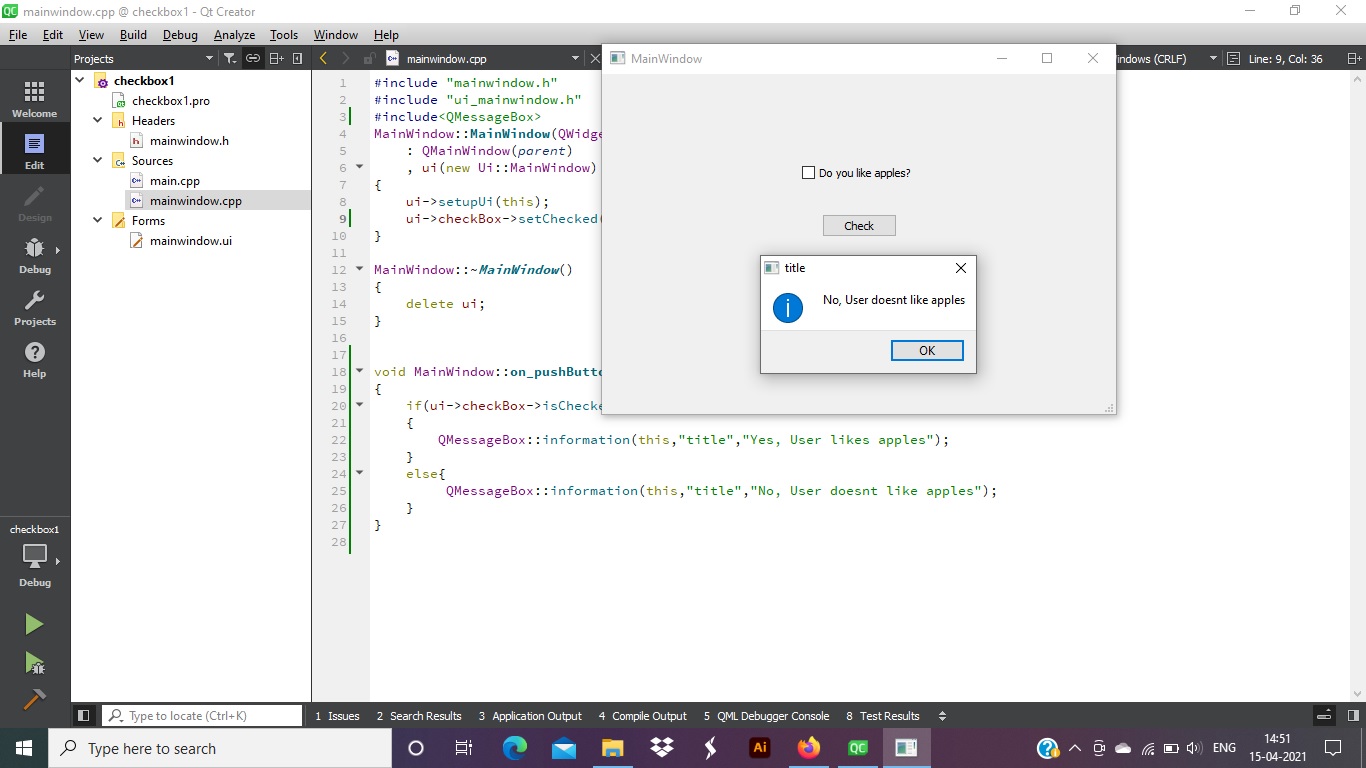 mainwindow.cpp @ checkbox1 - Qt Creator
File Edit View Build Debug Analyze Tools Window Help
Projects
mainwindow.cpp
(CRLF)
Line: 9, Col: 36
Welcome
Edit
Design
Debug
Projects
Help
checkbox1
Debug
checkbox1
checkbox1.pro
Headers
mainwindow.h
Sources
main.cpp
mainwindow.cpp
Forms
mainwindow.ui
1 #include "mainwindow.h"
2 #include "ui_mainwindow.h"
3 #include<QMessageBox>
4 MainWindow::MainWindow(QWidge
5 : QMainWindow(parent)
6 , ui(new Ui::MainWindow)
7 {
8 ui->setupUi(this);
9 ui->checkBox->setChecked(
10 }
11
12 MainWindow::~MainWindow()
13 {
14 delete ui;
15 }
16
17
18 void MainWindow::on_pushButto
19 {
20 if(ui->checkBox->isChecke
21 {
22 QMessageBox::information(this,"title","Yes, User likes apples");
23 }
24 else{
25 QMessageBox::information(this,"title","No, User doesnt like apples");
26 }
27 }
28
MainWindow
Do you like apples?
Check
title
No, User doesnt like apples
OK
Type to locate (Ctrl+K)
1 Issues 2 Search Results 3 Application Output 4 Compile Output 5 QML Debugger Console 8 Test Results
Type here to search
Ai
QC
ENG
14:51
15-04-2021